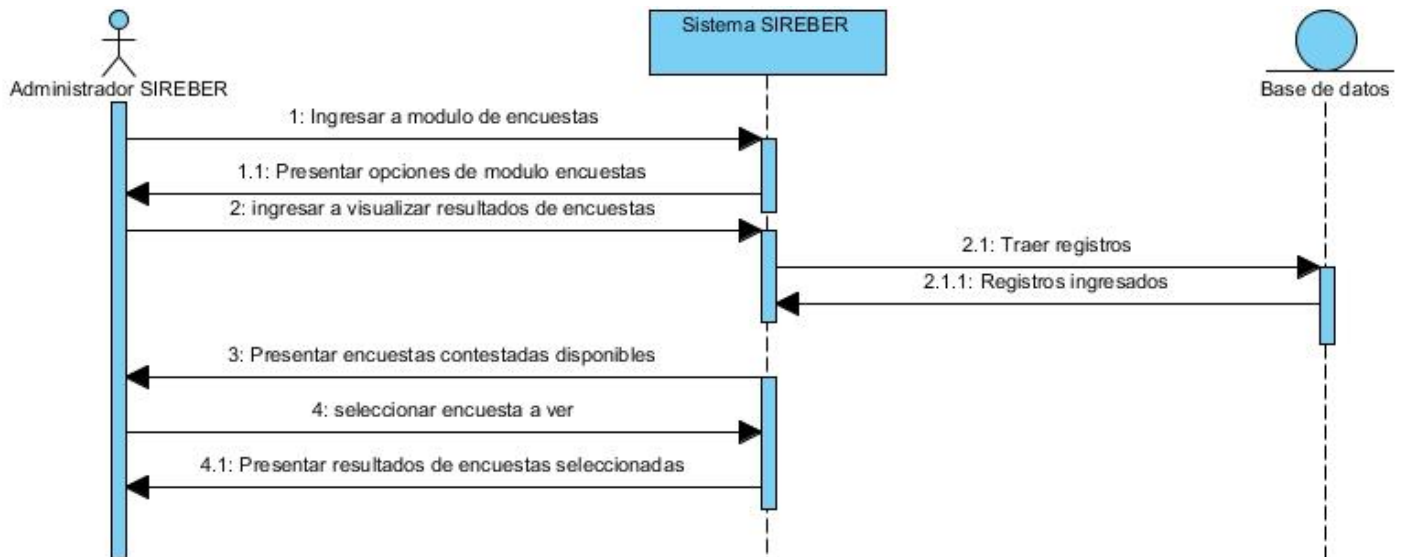 Sistema SIREBER
Administrador SIREBER
Base de datos
1: Ingresar a modulo de encuestas
1.1: Presentar opciones de modulo encuestas
2: ingresar a visualizar resultados de encuestas
2.1: Traer registros
2.1.1: Registros ingresados
3: Presentar encuestas contestadas disponibles
4: seleccionar encuesta a ver
4.1: Presentar resultados de encuestas seleccionadas